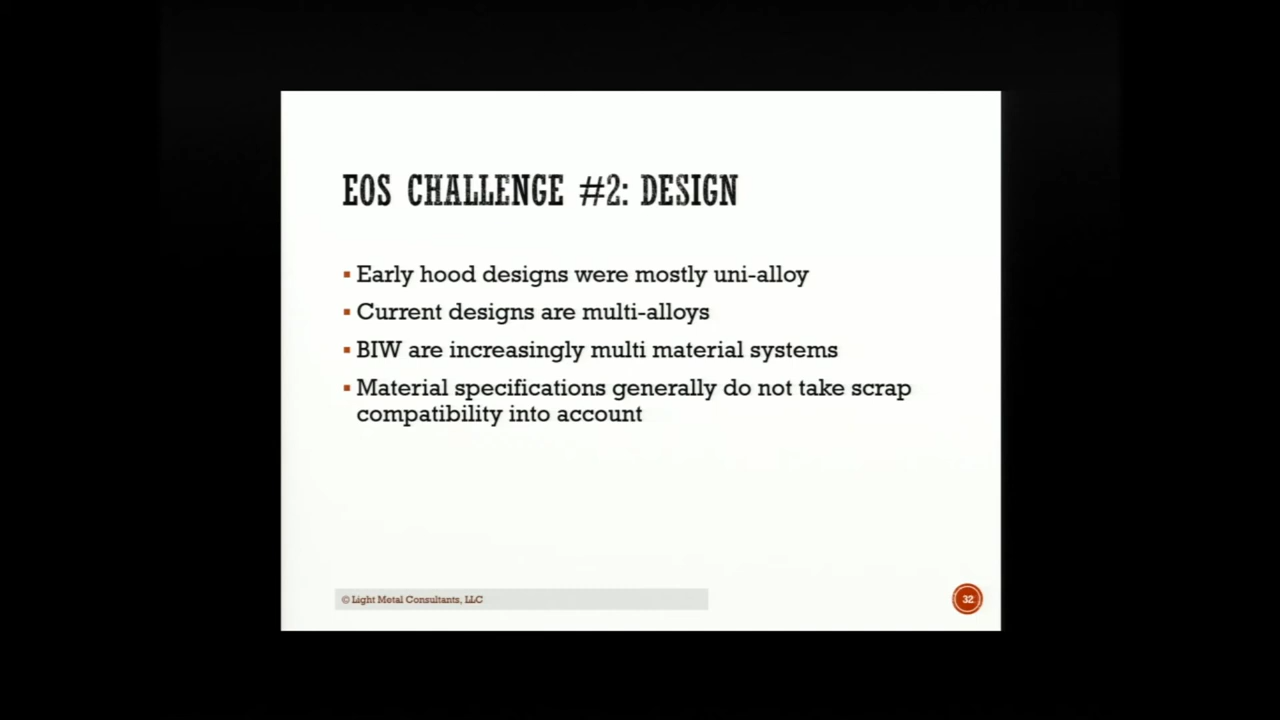 EOS CHALLENGE #2: DESIGN
▪ Early hood designs were mostly uni-alloy
▪ Current designs are multi-alloys
▪ BIW are increasingly multi material systems
▪ Material specifications generally do not take scrap
compatibility into account
© Light Metal Consultants, LLC
32